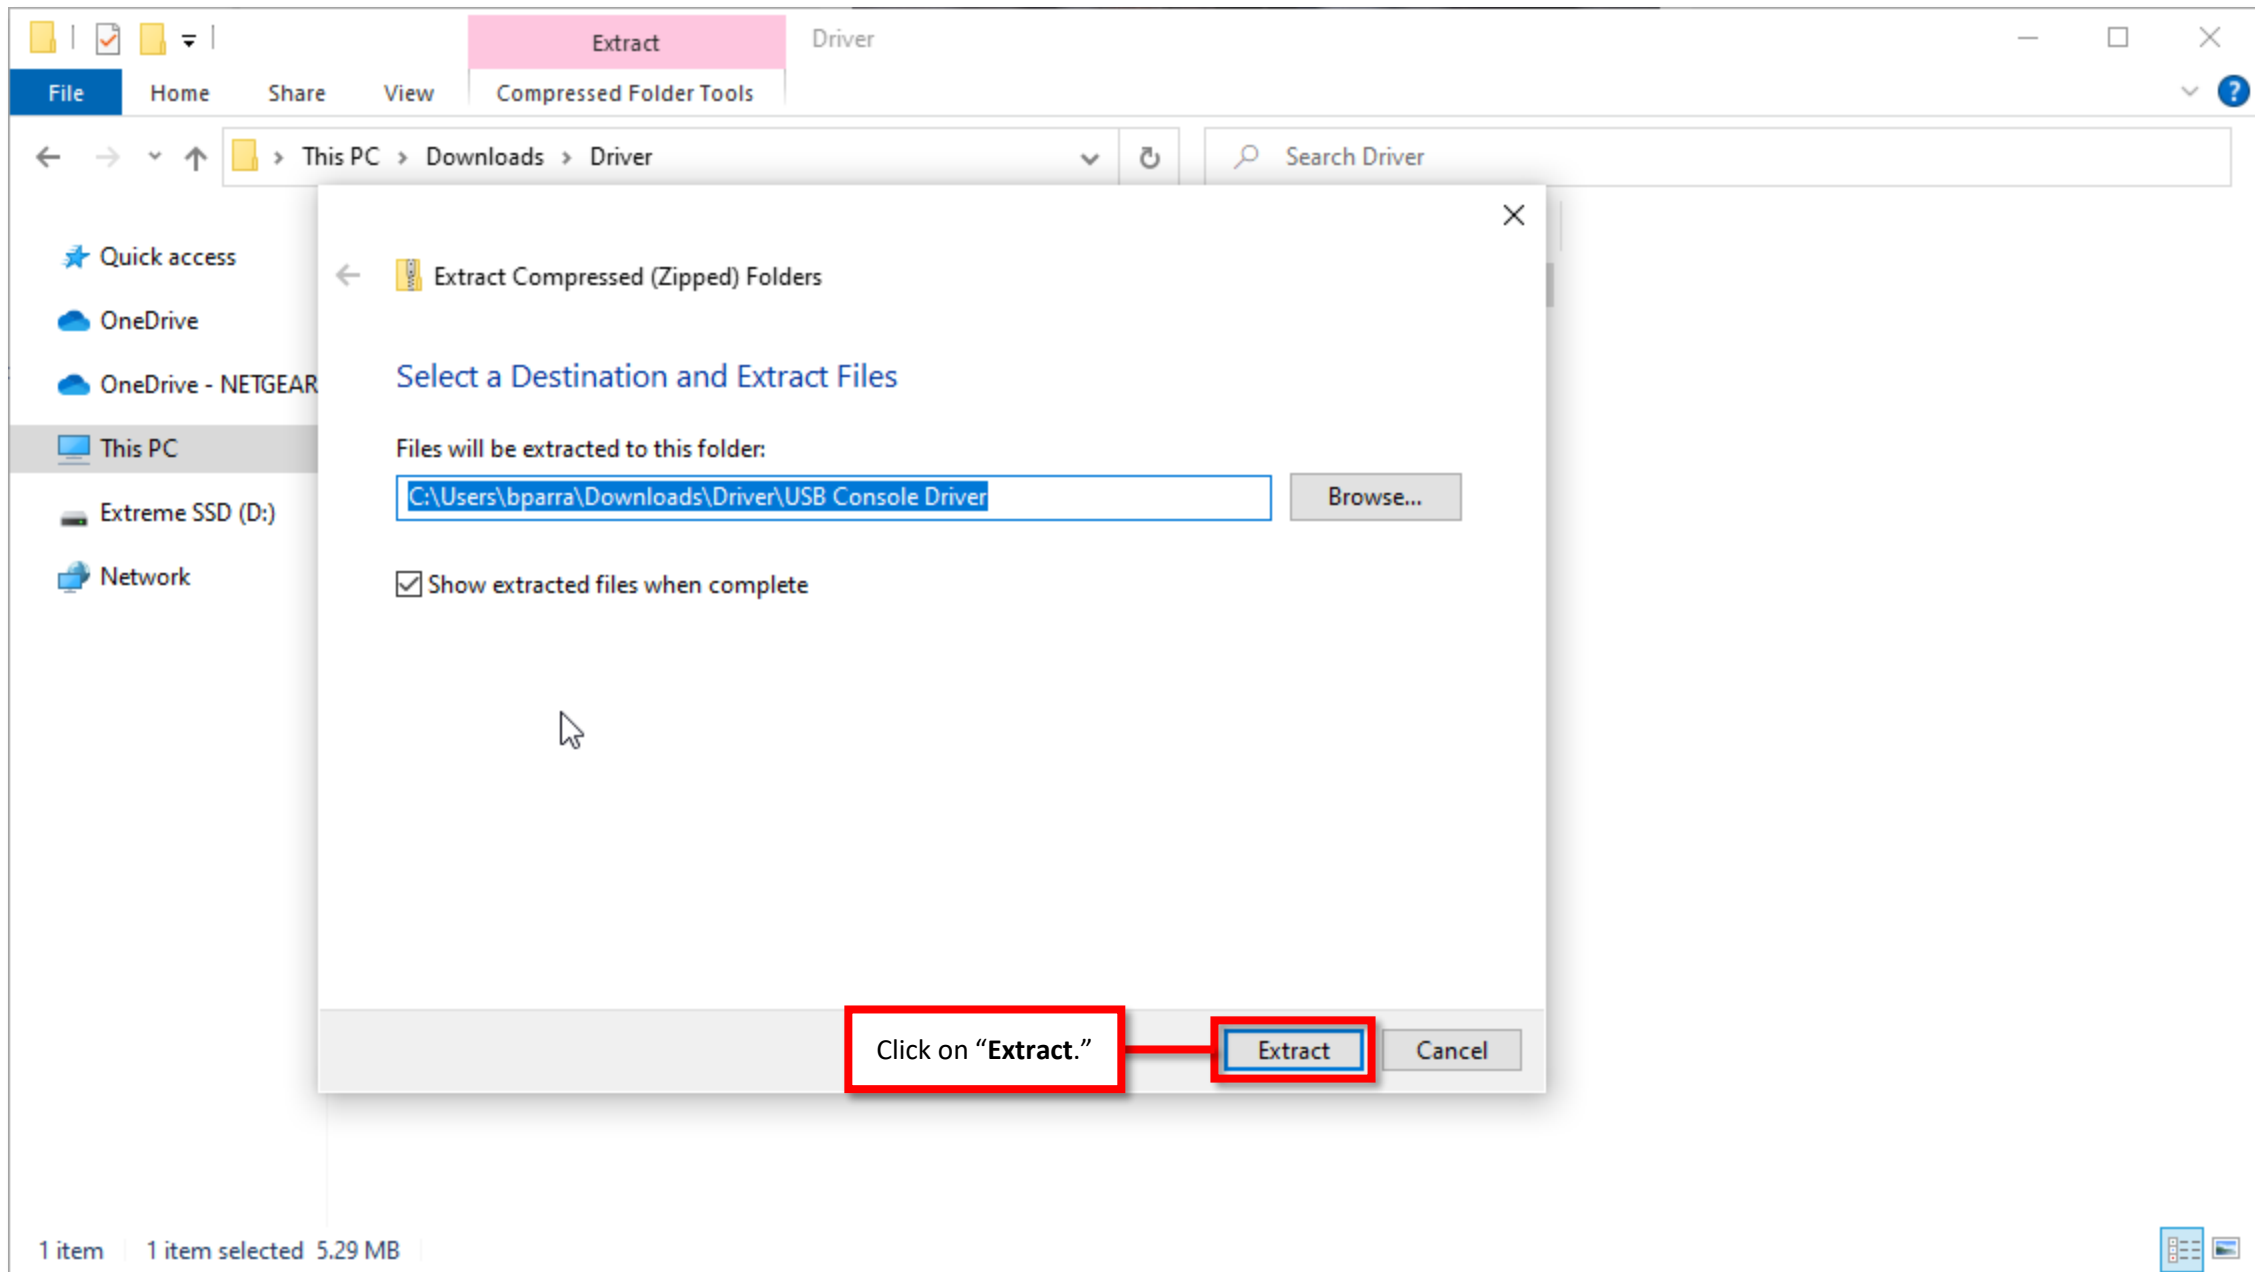 Extract
Driver
File
Home
Share
View
Compressed Folder Tools
?
This PC > Downloads > Driver
Search Driver
Quick access
OneDrive
OneDrive - NETGEAR
This PC
Extreme SSD (D:)
Network
Extract Compressed (Zipped) Folders
Select a Destination and Extract Files
Files will be extracted to this folder:
C:\Users\bparra\Downloads\Driver\USB Console Driver
Browse...
Show extracted files when complete
Click on “Extract.”
Extract
Cancel
1 item
1 item selected 5.29 MB